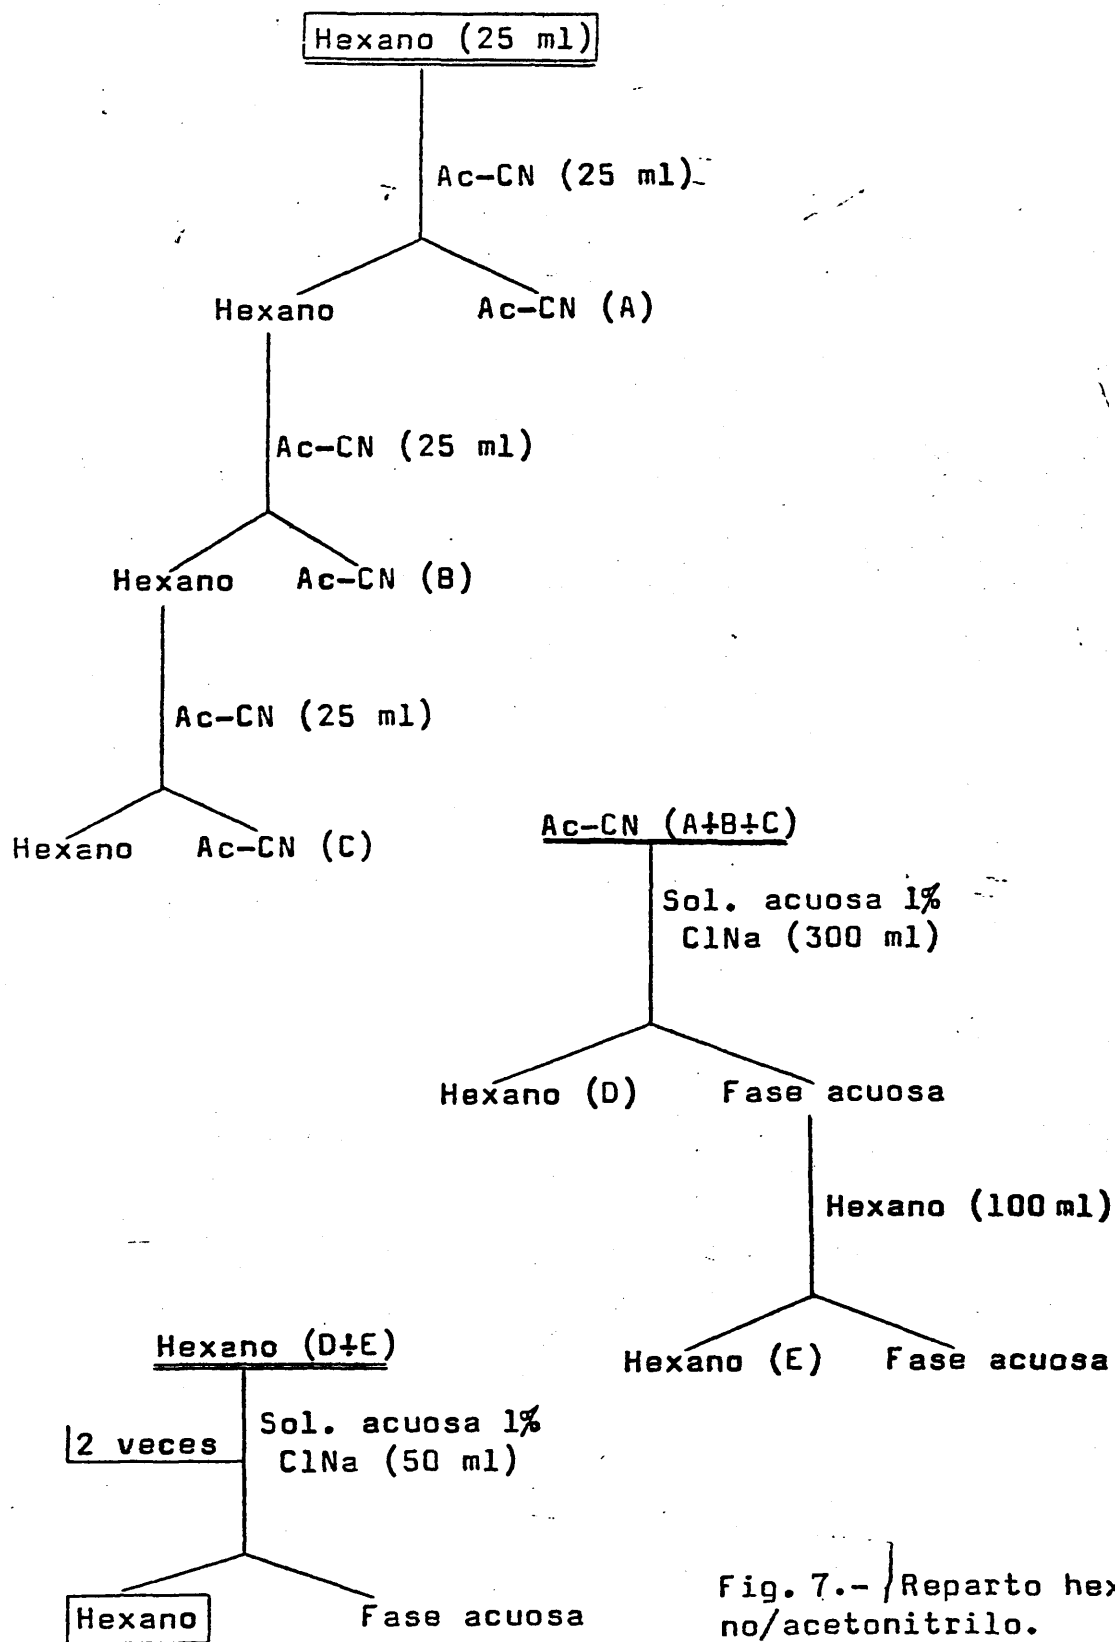 Hexano (25 ml)
Ac-CN (25 ml)
Hexano
Ac-CN (A)
Ac-CN (25 ml)
Hexano
Ac-CN (B)
Ac-CN (25 ml)
Hexano
Ac-CN (C)
Ac-CN (A+B+C)
Sol. acuosa 1%
ClNa (300 ml)
Hexano (D)
Fase acuosa
Hexano (100 ml)
Hexano (E)
Fase acuosa
Hexano (D+E)
2 veces
Sol. acuosa 1%
ClNa (50 ml)
Hexano
Fase acuosa
Fig. 7.- Reparto hex
no/acetonitrilo.